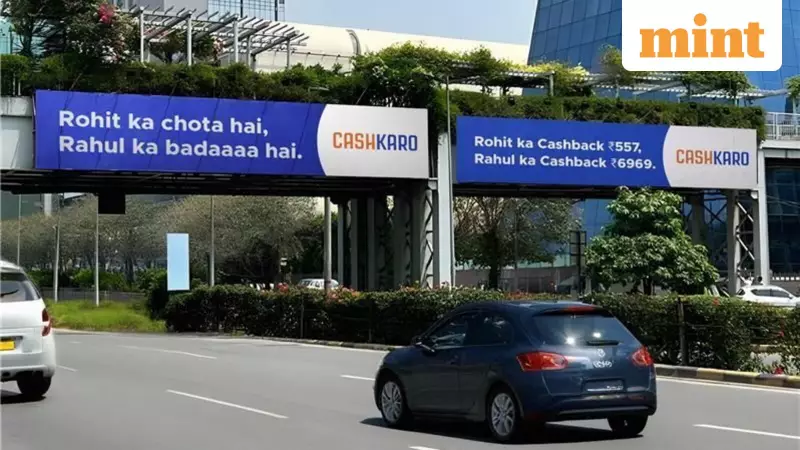 mint
Rohit ka chota hai,
Rahul ka badaaaa hai.
CASHKARO
Rohit ka Cashback ₹557,
Rahul ka Cashback ₹6969.
CASHKARO